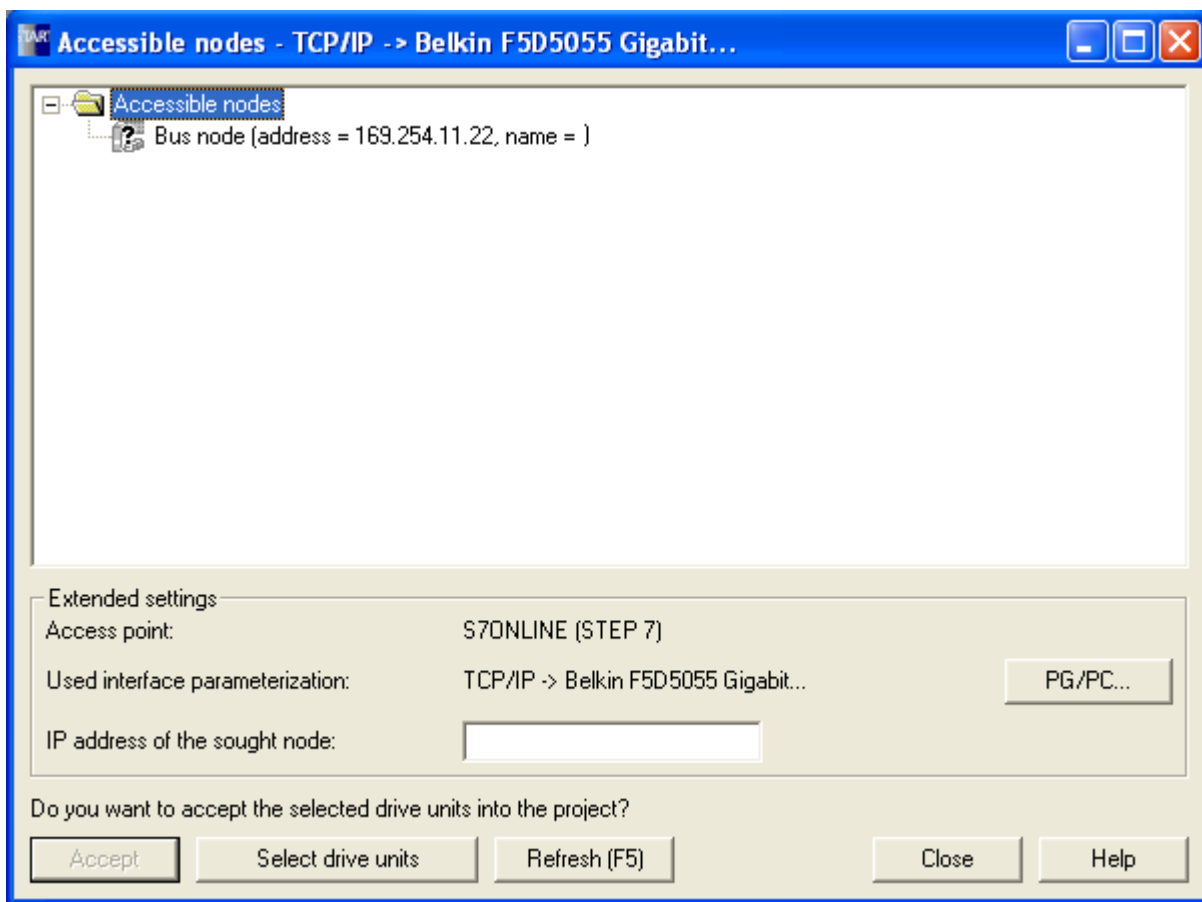 Accessible nodes - TCP/IP -> Belkin F5D5055 Gigabit...
Accessible nodes
Bus node (address = 169.254.11.22, name = )
Extended settings
Access point: S7ONLINE (STEP 7)
Used interface parameterization: TCP/IP -> Belkin F5D5055 Gigabit... PG/PC...
IP address of the sought node:
Do you want to accept the selected drive units into the project?
Accept Select drive units Refresh (F5) Close Help